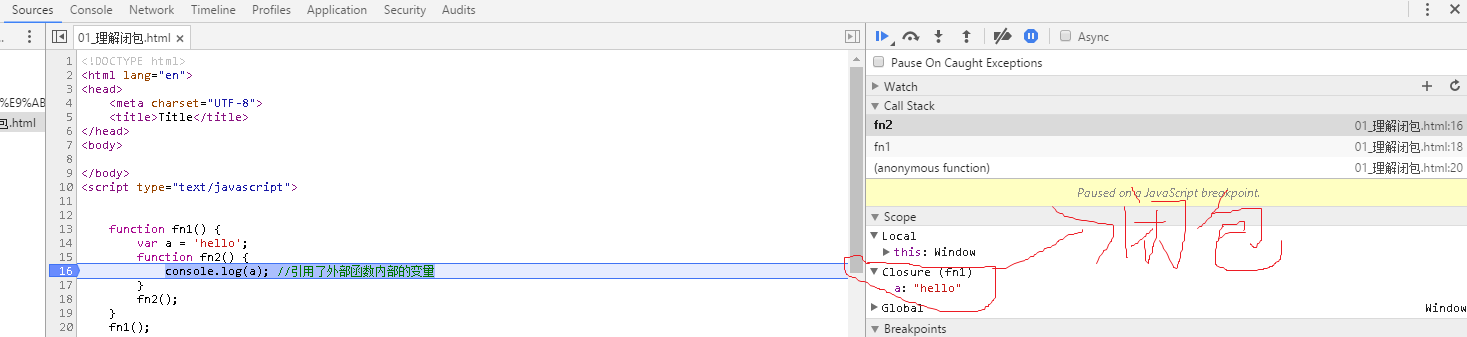 Sources Console Network Timeline Profiles Application Security Audits
01_理解闭包.html ×
Async
Pause On Caught Exceptions
Watch
Call Stack
fn2 01_理解闭包.html:16
fn1 01_理解闭包.html:18
(anonymous function) 01_理解闭包.html:20
Paused on a JavaScript breakpoint.
Scope
Local
this: Window
Closure (fn1)
a: "hello"
Global Window
Breakpoints
闭包
%E9%AB
包.html
1 <!DOCTYPE html>
2 <html lang="en">
3 <head>
4 <meta charset="UTF-8">
5 <title>Title</title>
6 </head>
7 <body>
8
9 </body>
10 <script type="text/javascript">
11
12
13 function fn1() {
14 var a = 'hello';
15 function fn2() {
16 console.log(a); //引用了外部函数内部的变量
17 }
18 fn2();
19 }
20 fn1();